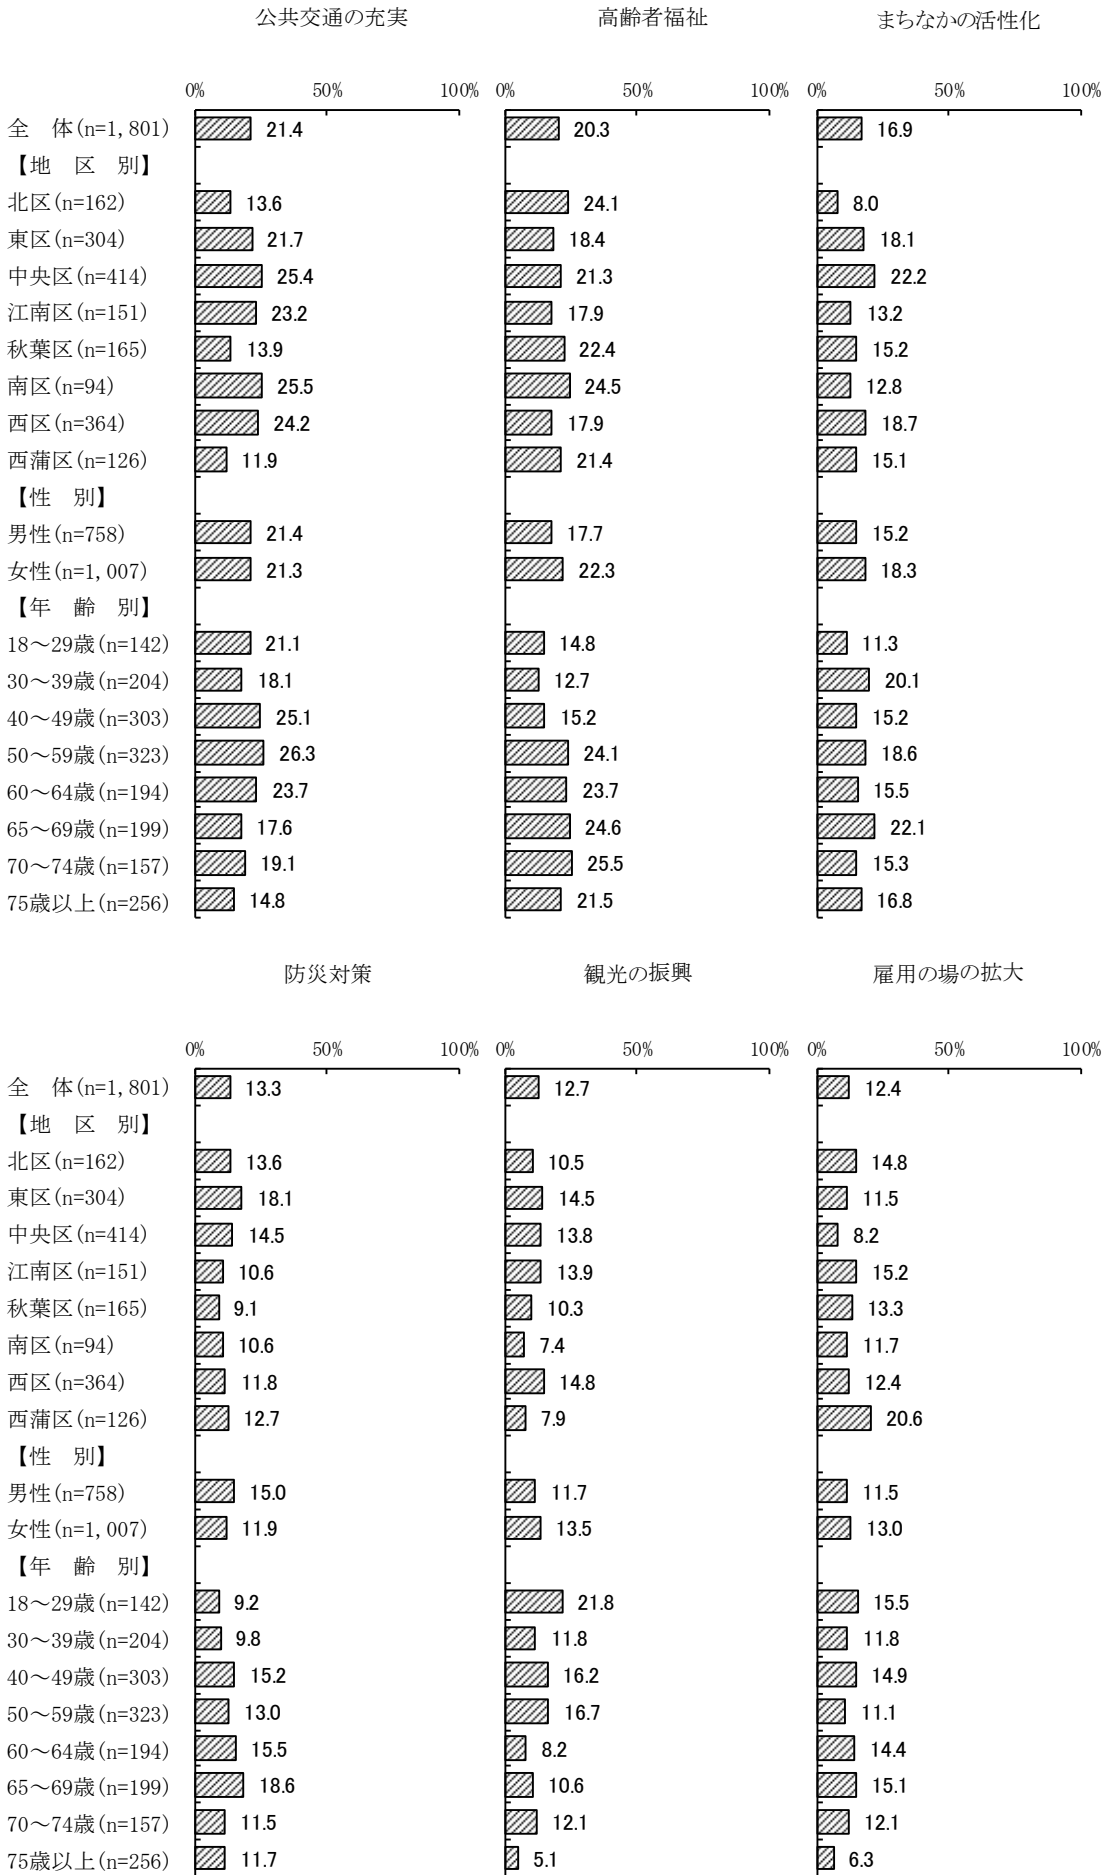 公共交通の充実 高齢者福祉 まちなかの活性化
0% 50% 100% 0% 50% 100% 0% 50% 100%
全 体(n=1,801) 21.4 20.3 16.9
【地 区 別】
北区(n=162) 13.6 24.1 8.0
東区(n=304) 21.7 18.4 18.1
中央区(n=414) 25.4 21.3 22.2
江南区(n=151) 23.2 17.9 13.2
秋葉区(n=165) 13.9 22.4 15.2
南区(n=94) 25.5 24.5 12.8
西区(n=364) 24.2 17.9 18.7
西蒲区(n=126) 11.9 21.4 15.1
【性 別】
男性(n=758) 21.4 17.7 15.2
女性(n=1,007) 21.3 22.3 18.3
【年 齢 別】
18～29歳(n=142) 21.1 14.8 11.3
30～39歳(n=204) 18.1 12.7 20.1
40～49歳(n=303) 25.1 15.2 15.2
50～59歳(n=323) 26.3 24.1 18.6
60～64歳(n=194) 23.7 23.7 15.5
65～69歳(n=199) 17.6 24.6 22.1
70～74歳(n=157) 19.1 25.5 15.3
75歳以上(n=256) 14.8 21.5 16.8
防災対策 観光の振興 雇用の場の拡大
0% 50% 100% 0% 50% 100% 0% 50% 100%
全 体(n=1,801) 13.3 12.7 12.4
【地 区 別】
北区(n=162) 13.6 10.5 14.8
東区(n=304) 18.1 14.5 11.5
中央区(n=414) 14.5 13.8 8.2
江南区(n=151) 10.6 13.9 15.2
秋葉区(n=165) 9.1 10.3 13.3
南区(n=94) 10.6 7.4 11.7
西区(n=364) 11.8 14.8 12.4
西蒲区(n=126) 12.7 7.9 20.6
【性 別】
男性(n=758) 15.0 11.7 11.5
女性(n=1,007) 11.9 13.5 13.0
【年 齢 別】
18～29歳(n=142) 9.2 21.8 15.5
30～39歳(n=204) 9.8 11.8 11.8
40～49歳(n=303) 15.2 16.2 14.9
50～59歳(n=323) 13.0 16.7 11.1
60～64歳(n=194) 15.5 8.2 14.4
65～69歳(n=199) 18.6 10.6 15.1
70～74歳(n=157) 11.5 12.1 12.1
75歳以上(n=256) 11.7 5.1 6.3